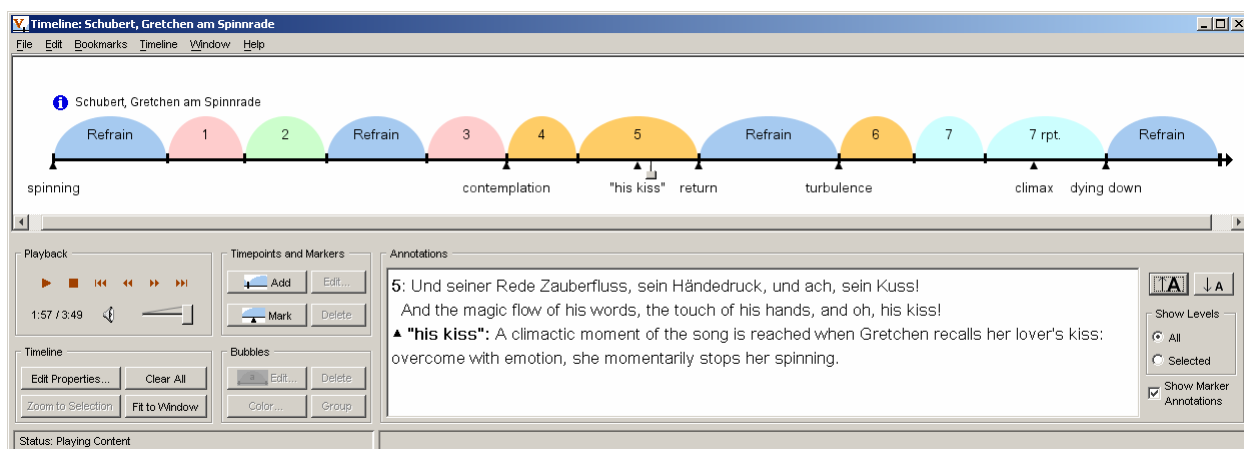 Timeline: Schubert, Gretchen am Spinnrade
File Edit Bookmarks Timeline Window Help
Schubert, Gretchen am Spinnrade
Refrain 1 2 Refrain 3 4 5 Refrain 6 7 7 rpt. Refrain
spinning contemplation "his kiss" return turbulence climax dying down
Playback
1:57 / 3:49
Timepoints and Markers
Add Edit...
Mark Delete
Timeline
Edit Properties... Clear All
Zoom to Selection Fit to Window
Bubbles
Edit... Delete
Color... Group
Annotations
5: Und seiner Rede Zauberfluss, sein Händedruck, und ach, sein Kuss!
And the magic flow of his words, the touch of his hands, and oh, his kiss!
▲ "his kiss": A climactic moment of the song is reached when Gretchen recalls her lover's kiss:
overcome with emotion, she momentarily stops her spinning.
↑A ↓A
Show Levels
All
Selected
Show Marker
Annotations
Status: Playing Content